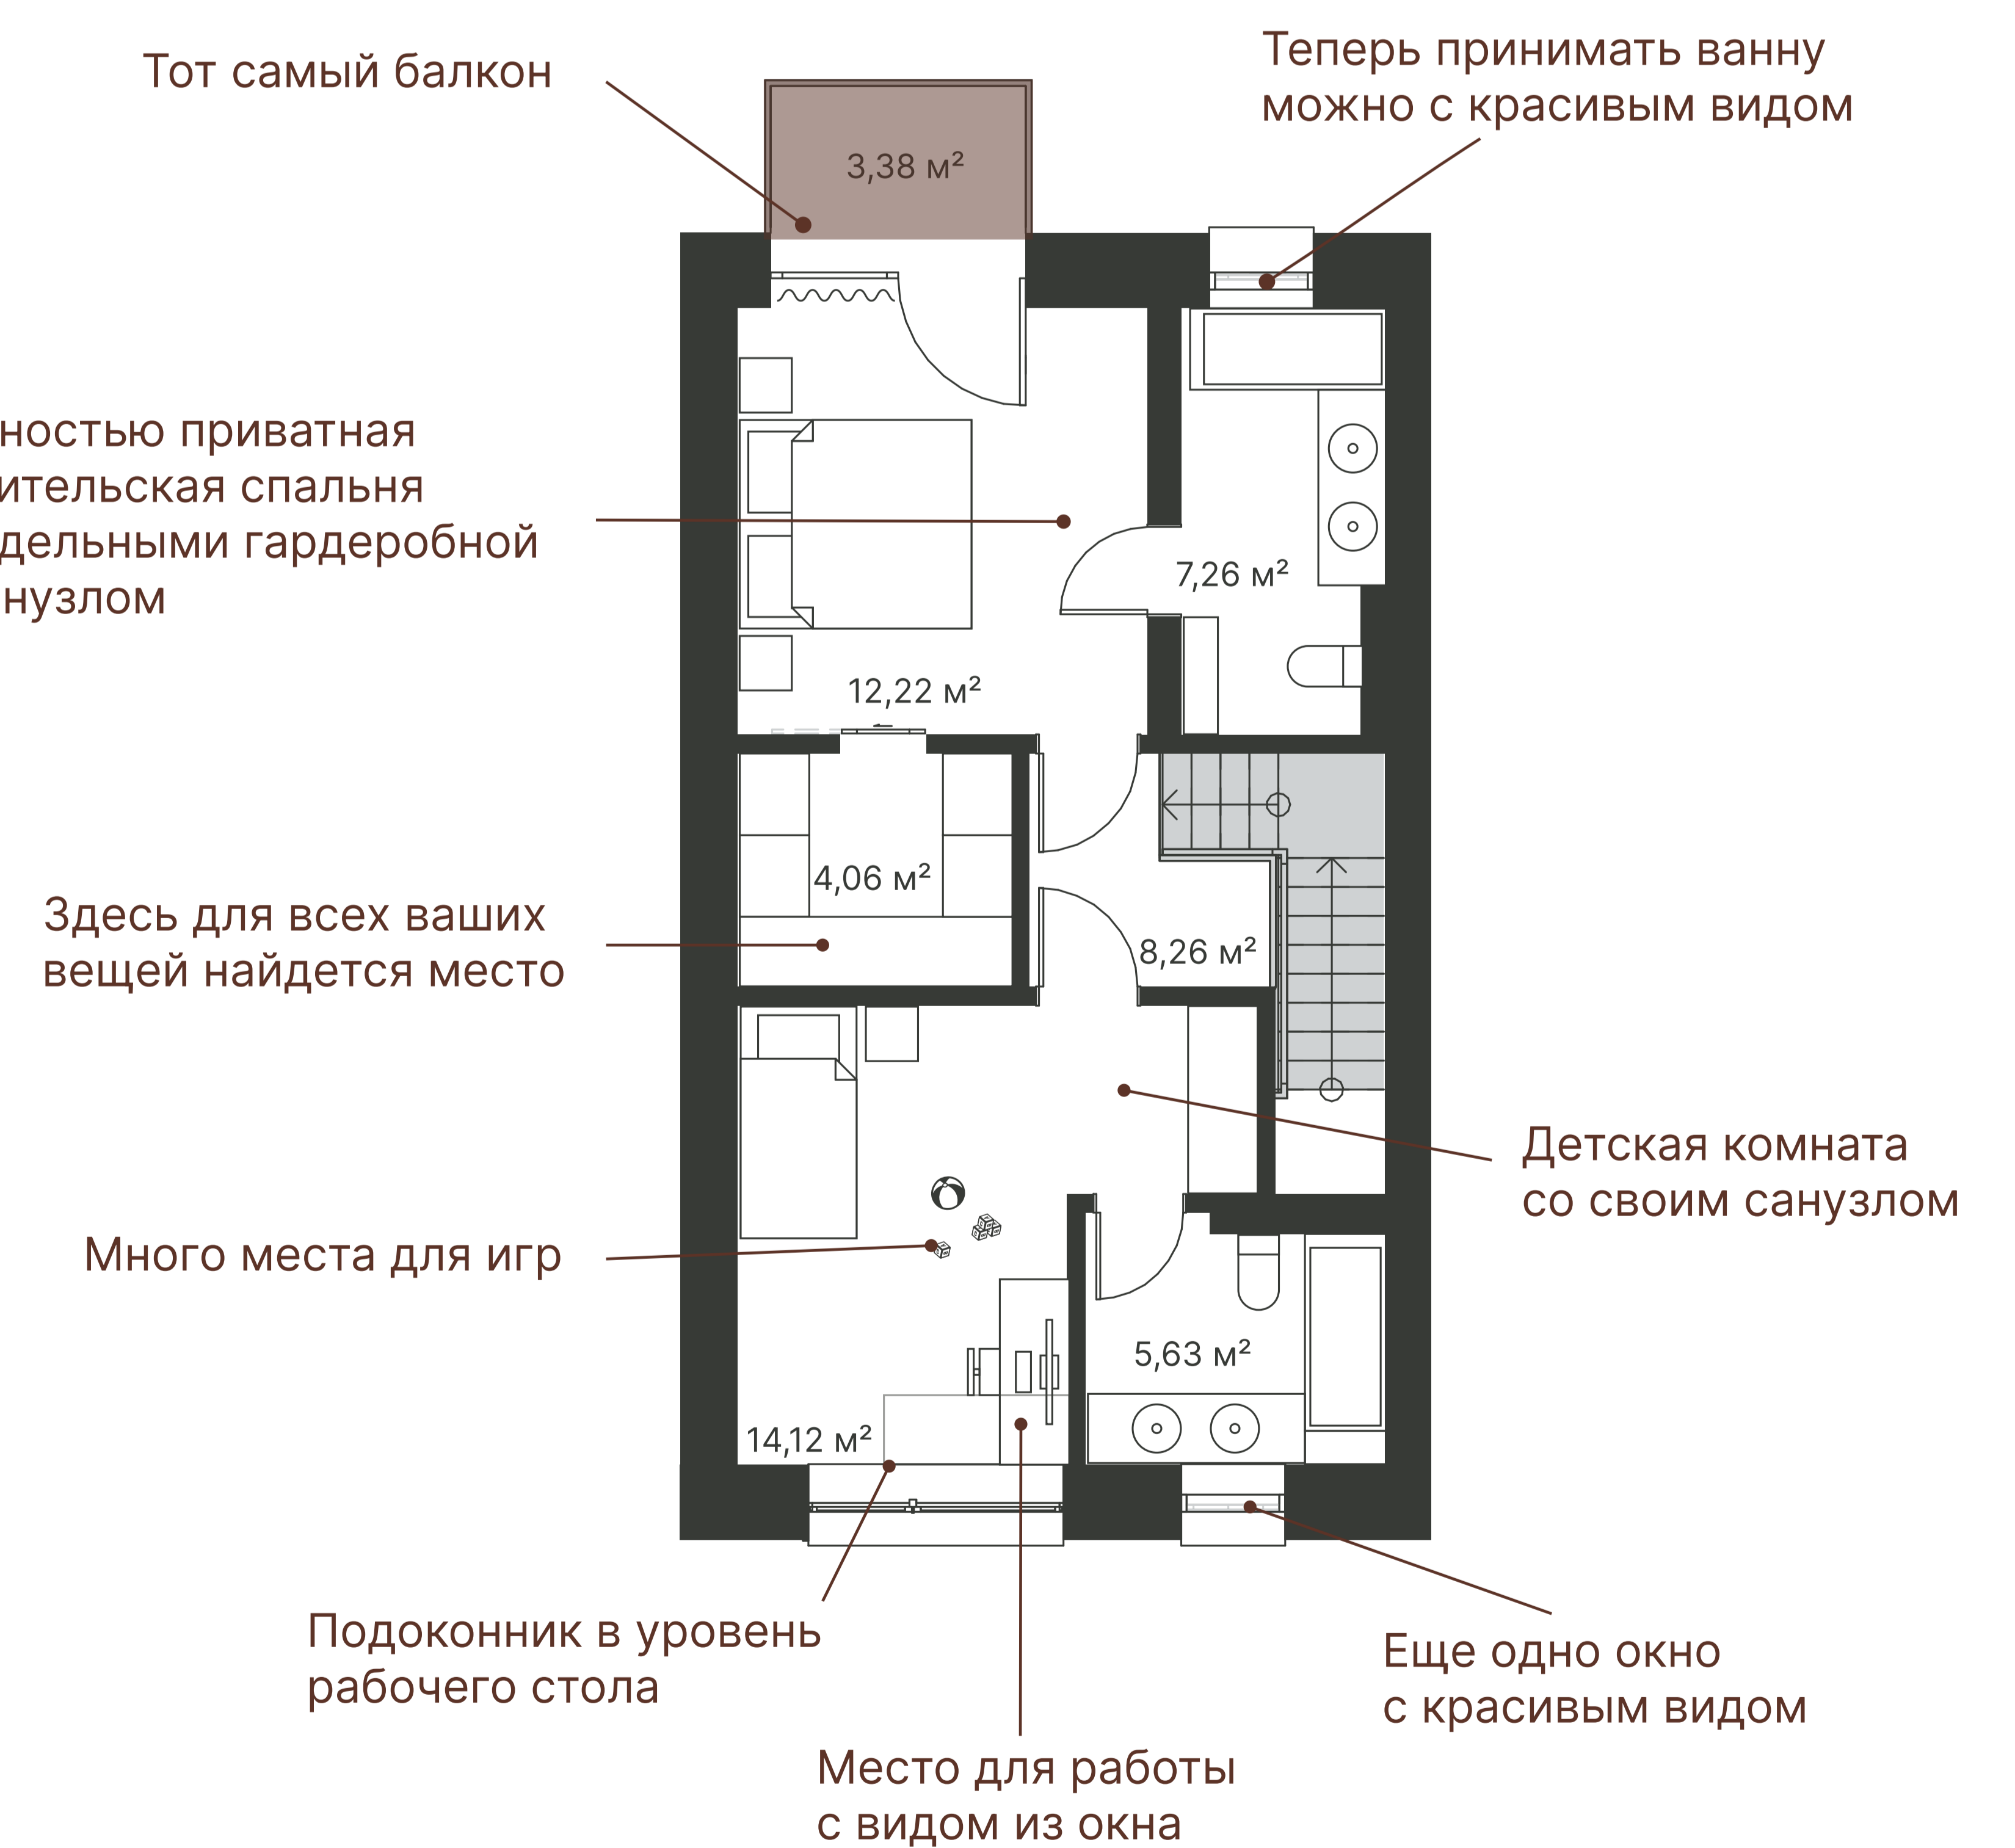 Тот самый балкон
Теперь принимать ванну
можно с красивым видом
3,38 м²
ностью приватная
ительская спальня
дельными гардеробной
нузлом
7,26 м²
12,22 м²
4,06 м²
Здесь для всех ваших
вещей найдется место
8,26 м²
Детская комната
со своим санузлом
Много места для игр
5,63 м²
14,12 м²
Подоконник в уровень
рабочего стола
Еще одно окно
с красивым видом
Место для работы
с видом из окна